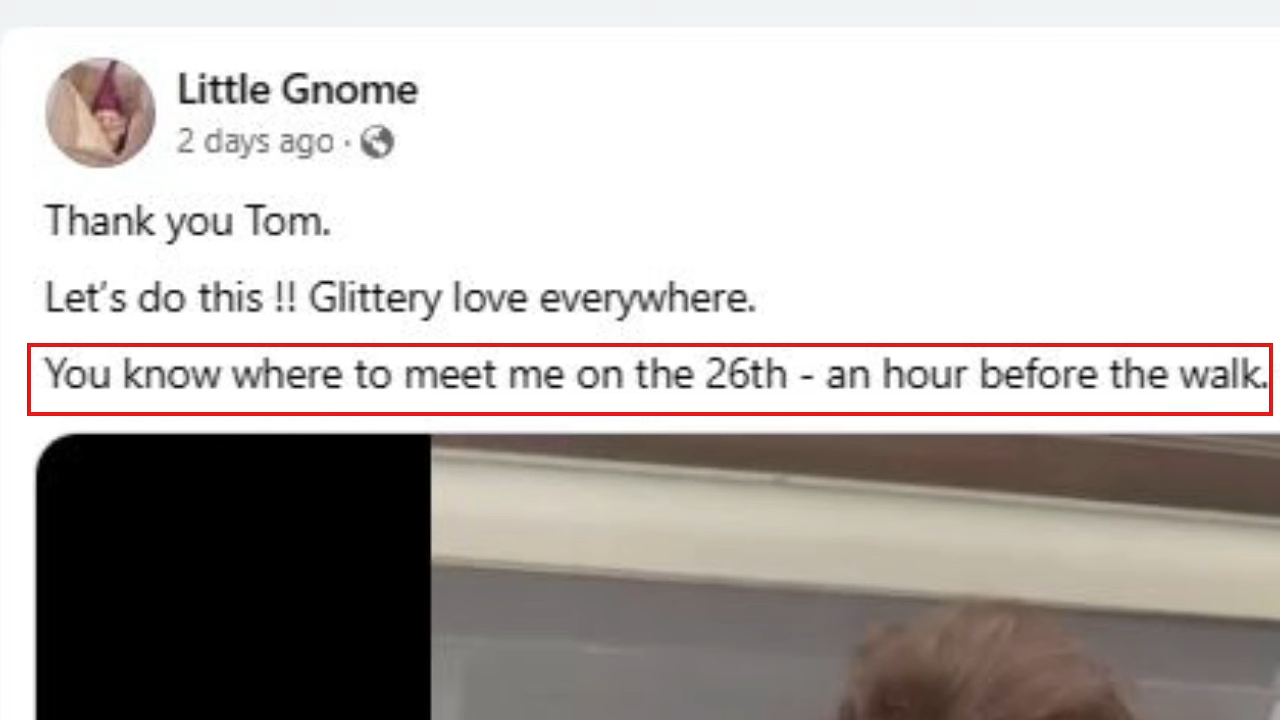 Little Gnome
2 days ago ·
Thank you Tom.
Let's do this !! Glittery love everywhere.
You know where to meet me on the 26th - an hour before the walk.